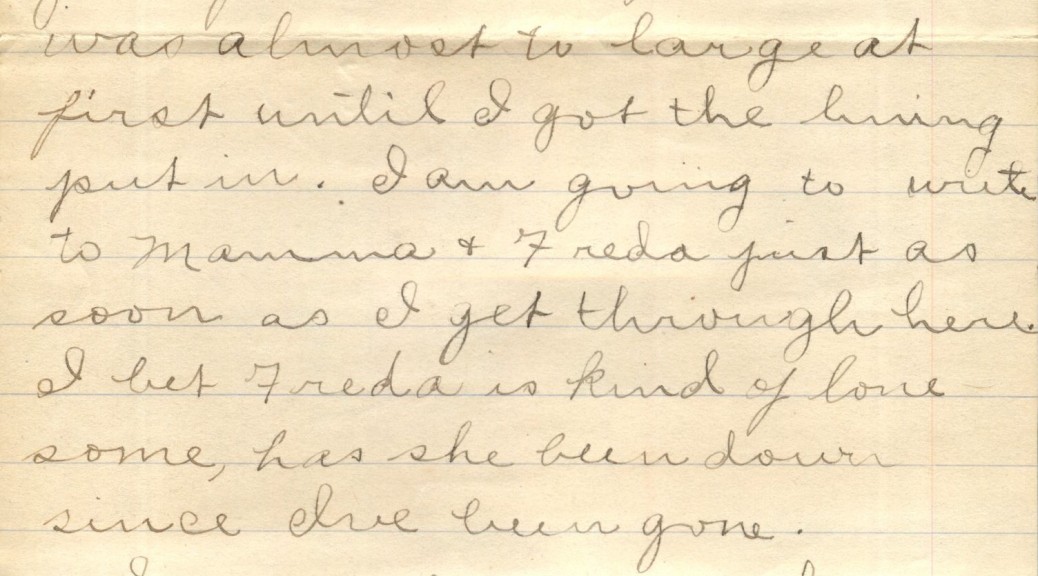 was almost to large at
first until I got the lining
put in. I am going to write
to Mamma & Freda just as
soon as I get through here.
I bet Freda is kind of lone
some, has she been down
since I've been gone.